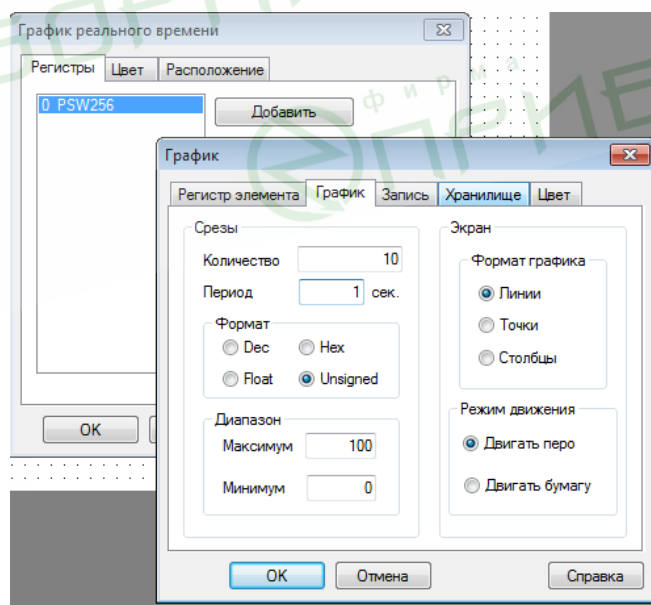 График реального времени
Регистры Цвет Расположение
0 PSW256
Добавить
фирма
График
Регистр элемента График Запись Хранилище Цвет
Срезы
Количество 10
Период 1 сек.
Формат
Dec Hex
Float Unsigned
Диапазон
Максимум 100
Минимум 0
Экран
Формат графика
Линии
Точки
Столбцы
Режим движения
Двигать перо
Двигать бумагу
OK
OK Отмена Справка